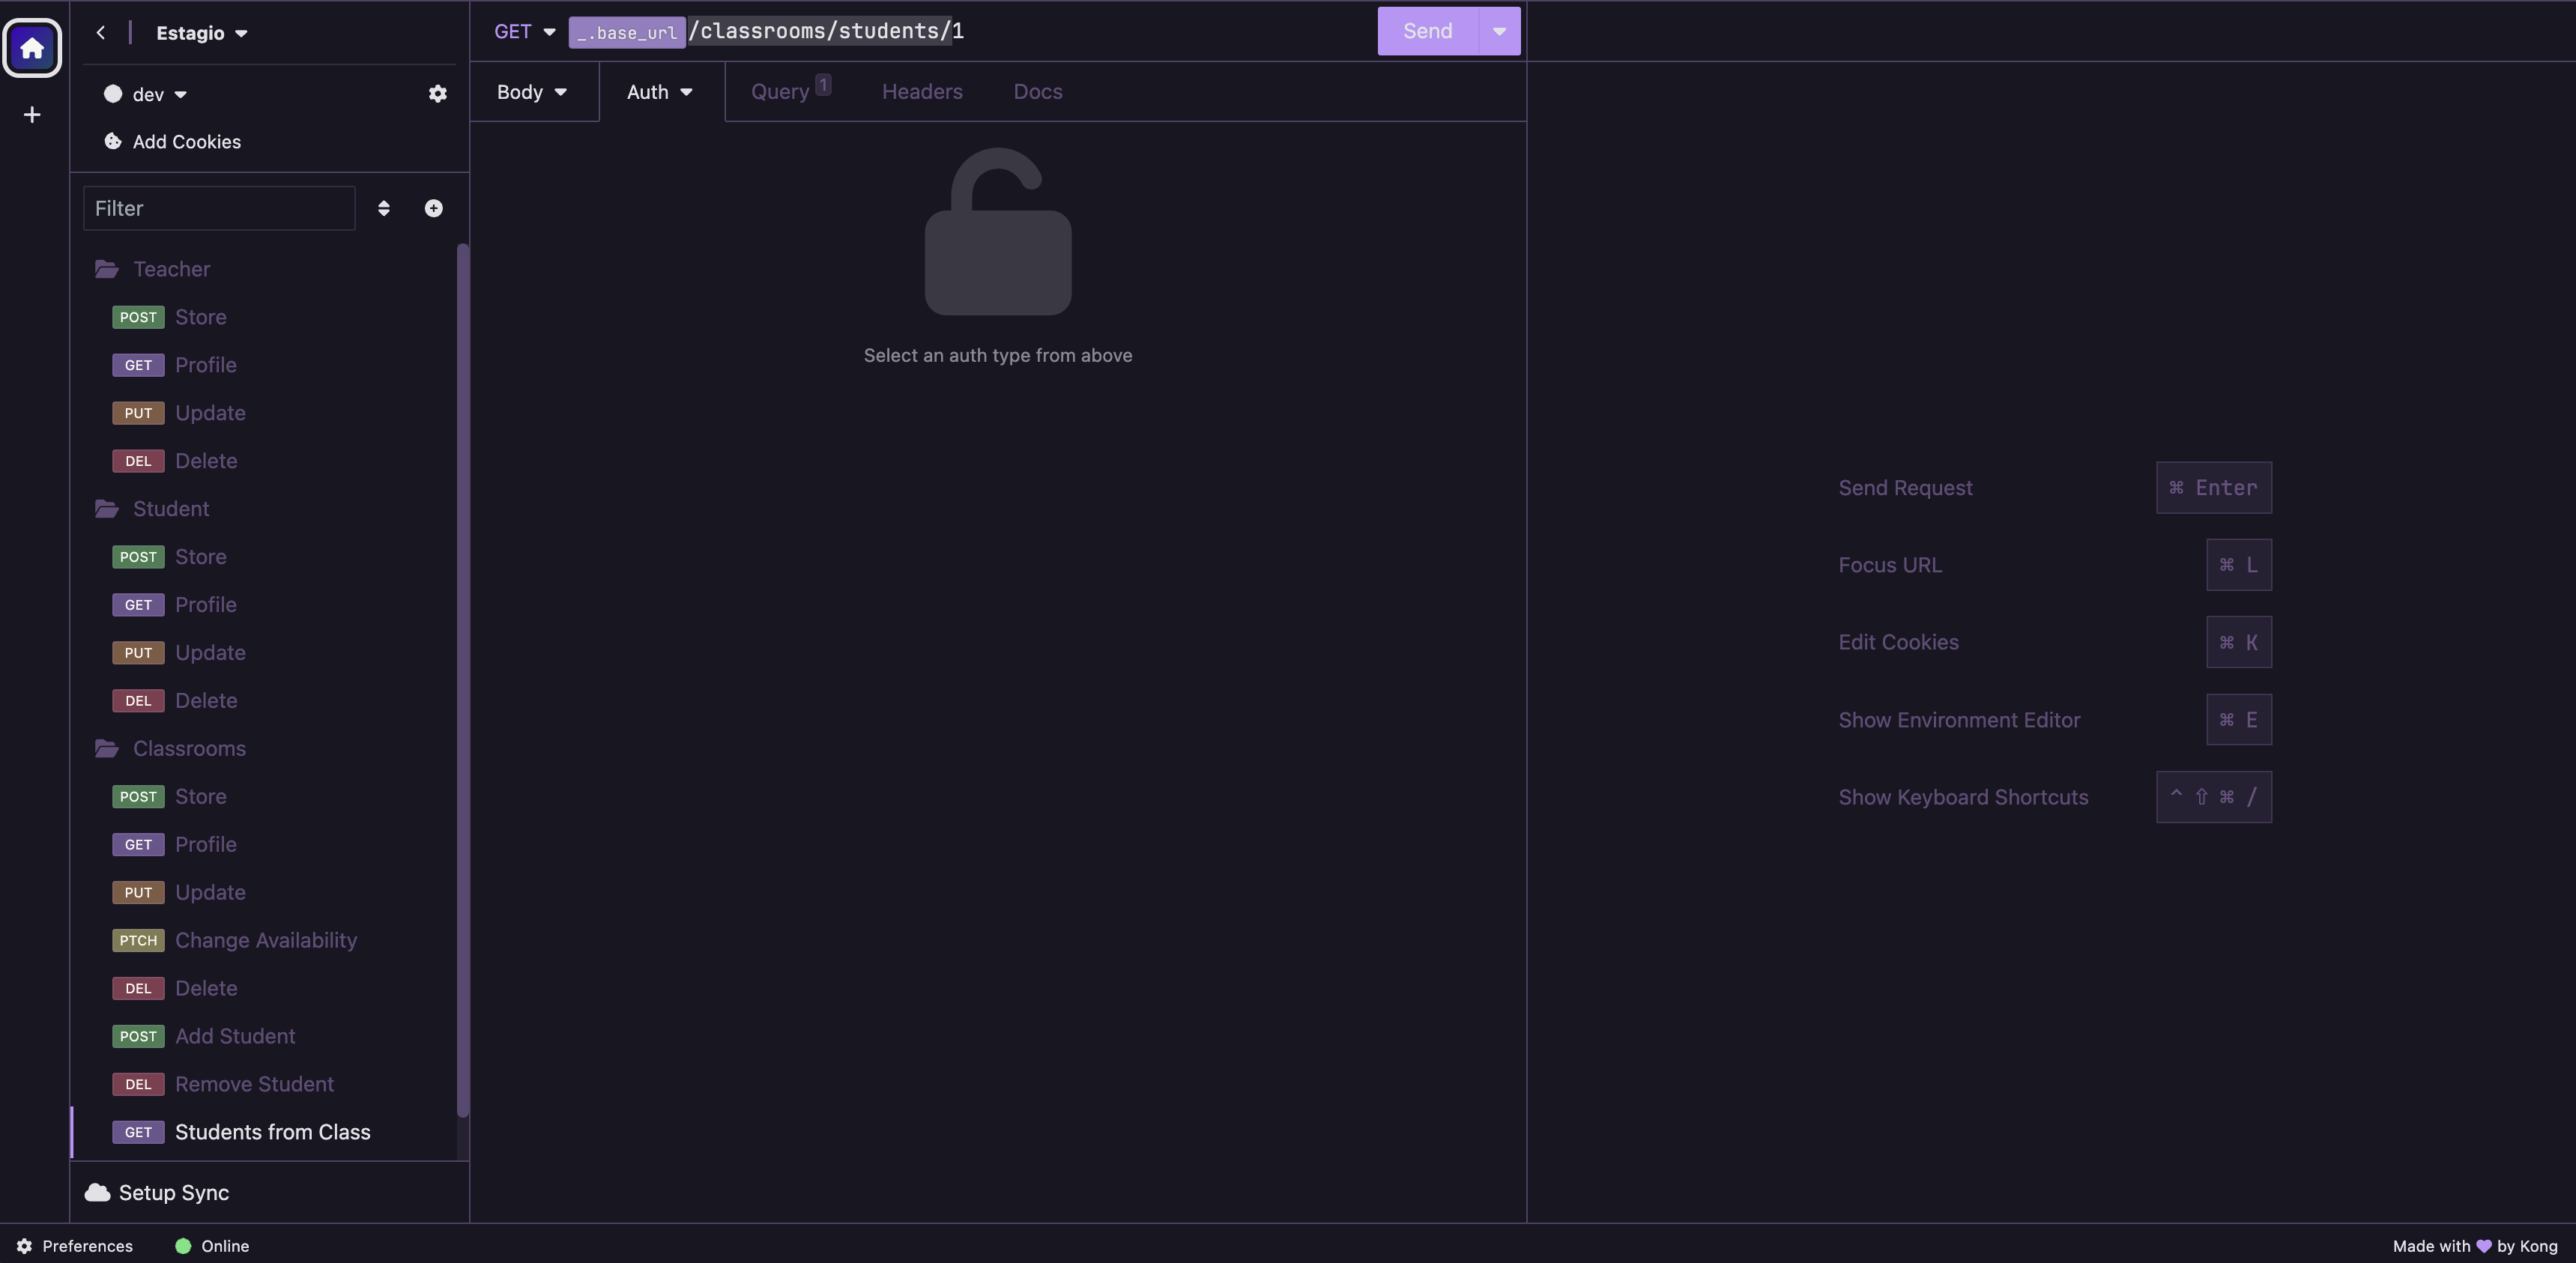 Estagio
GET _.base_url/classrooms/students/1
Send
dev
Add Cookies
Filter
Teacher
POST Store
GET Profile
PUT Update
DEL Delete
Student
POST Store
GET Profile
PUT Update
DEL Delete
Classrooms
POST Store
GET Profile
PUT Update
PTCH Change Availability
DEL Delete
POST Add Student
DEL Remove Student
GET Students from Class
Setup Sync
Body
Auth
Query 1
Headers
Docs
Select an auth type from above
Send Request ⌘ Enter
Focus URL ⌘ L
Edit Cookies ⌘ K
Show Environment Editor ⌘ E
Show Keyboard Shortcuts ⌃ ⇧ ⌘ /
Preferences
Online
Made with 💜 by Kong